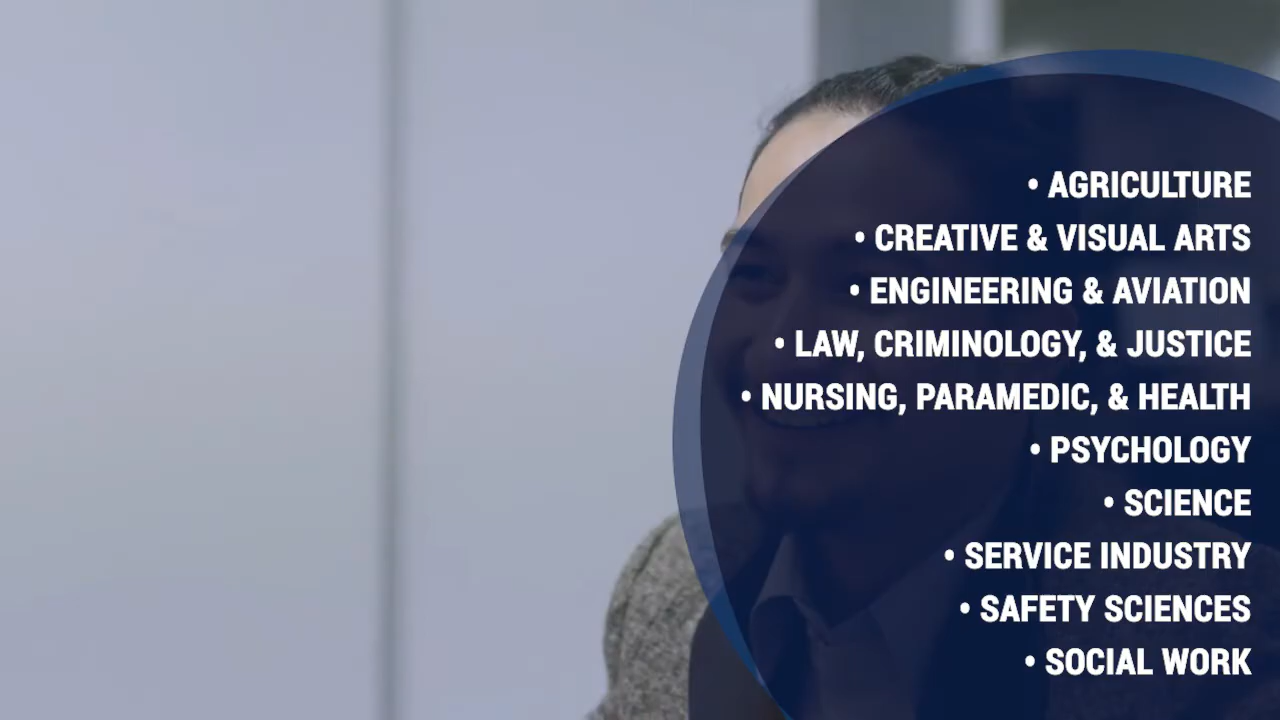 • AGRICULTURE
• CREATIVE & VISUAL ARTS
• ENGINEERING & AVIATION
• LAW, CRIMINOLOGY, & JUSTICE
• NURSING, PARAMEDIC, & HEALTH
• PSYCHOLOGY
• SCIENCE
• SERVICE INDUSTRY
• SAFETY SCIENCES
• SOCIAL WORK